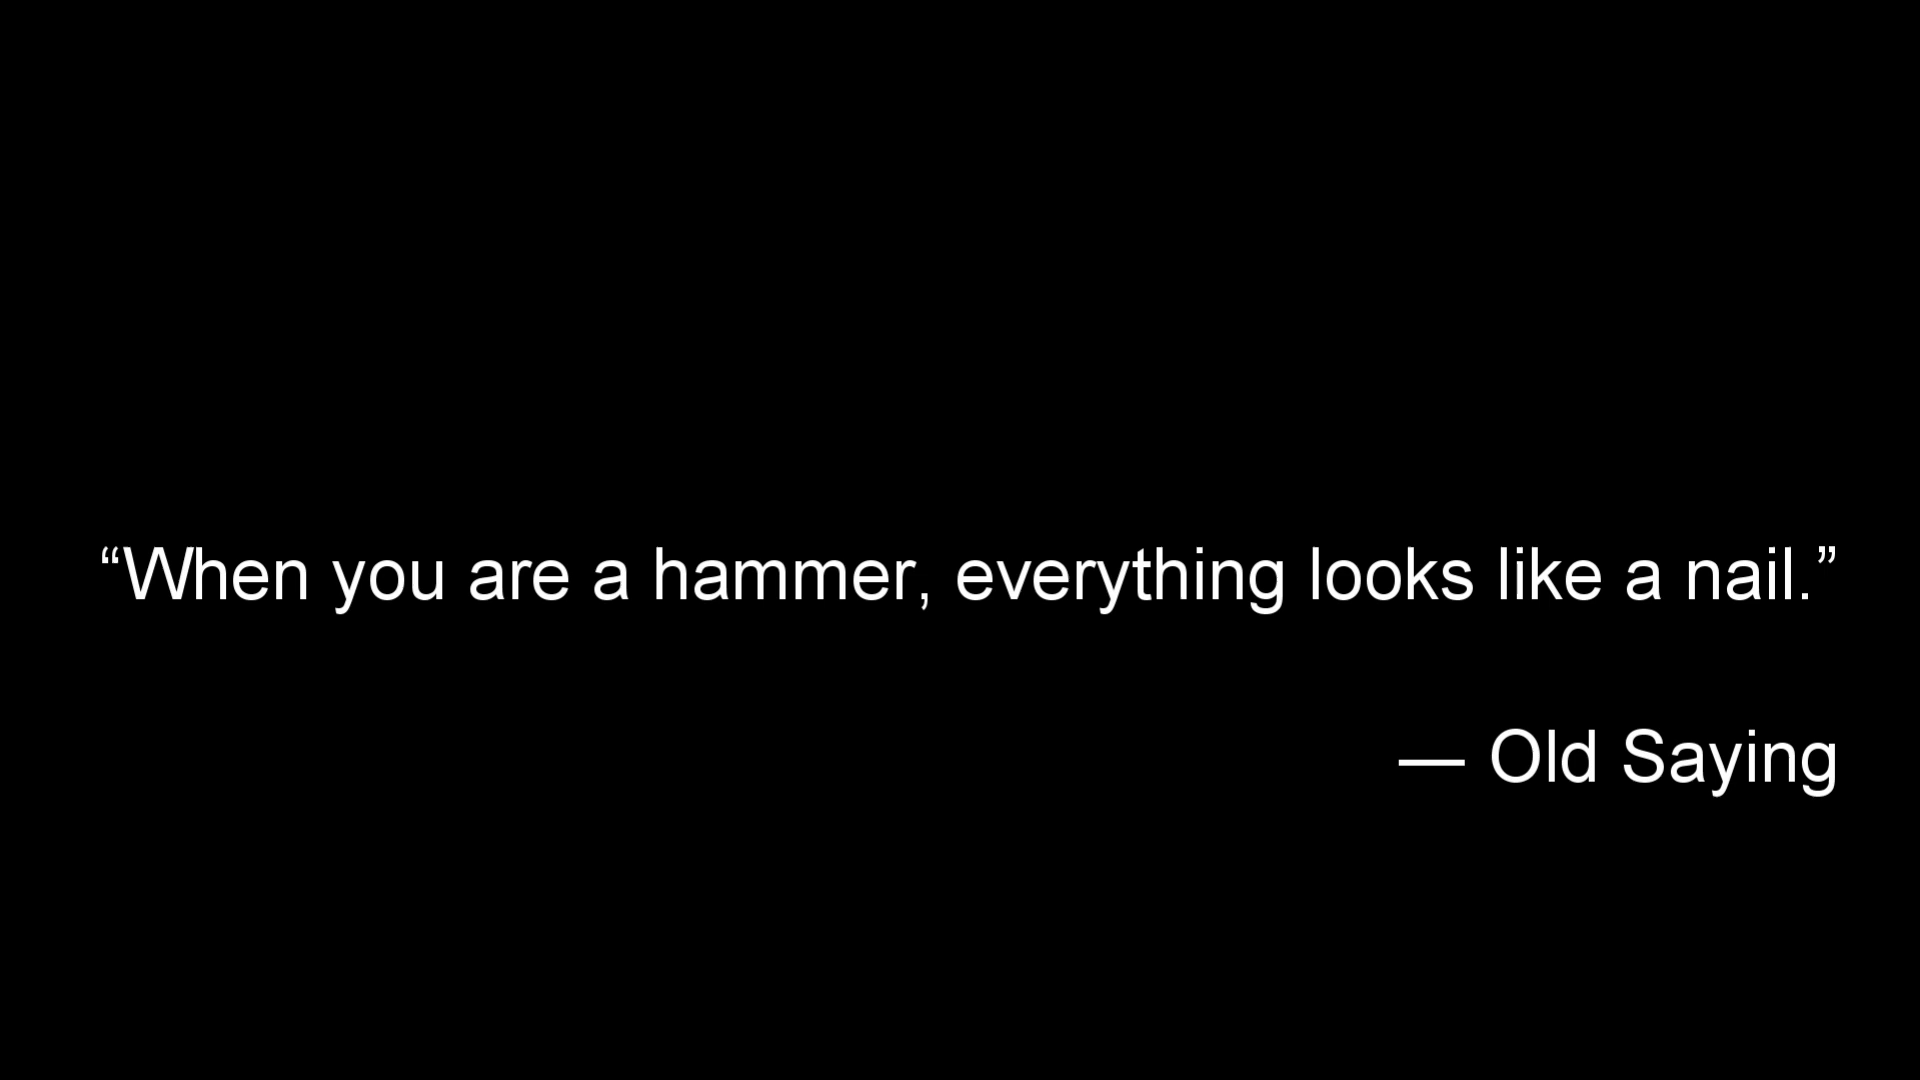 “When you are a hammer, everything looks like a nail.”
— Old Saying